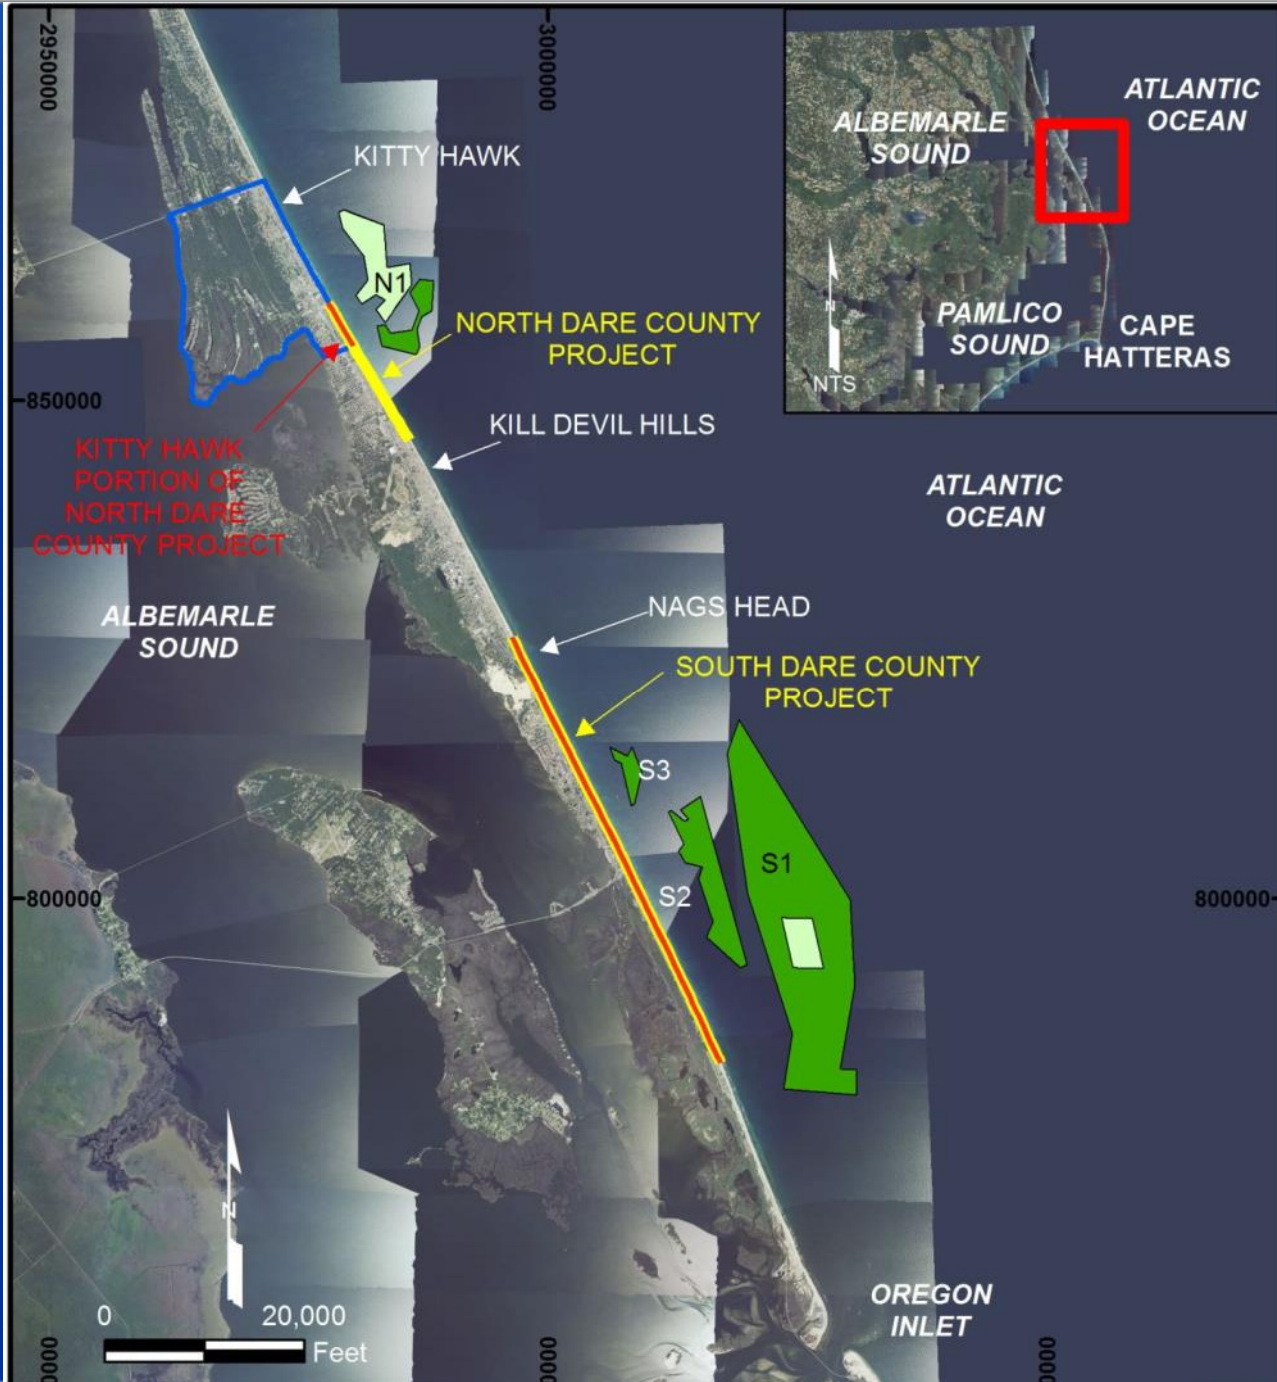 2950000
3000000
ATLANTIC
OCEAN
ALBEMARLE
SOUND
PAMLICO
SOUND
CAPE
HATTERAS
N
NTS
KITTY HAWK
N1
NORTH DARE COUNTY
PROJECT
850000
KILL DEVIL HILLS
KITTY HAWK
PORTION OF
NORTH DARE
COUNTY PROJECT
ATLANTIC
OCEAN
ALBEMARLE
SOUND
NAGS HEAD
SOUTH DARE COUNTY
PROJECT
S3
S1
S2
800000
800000
N
OREGON
INLET
0 20,000
Feet